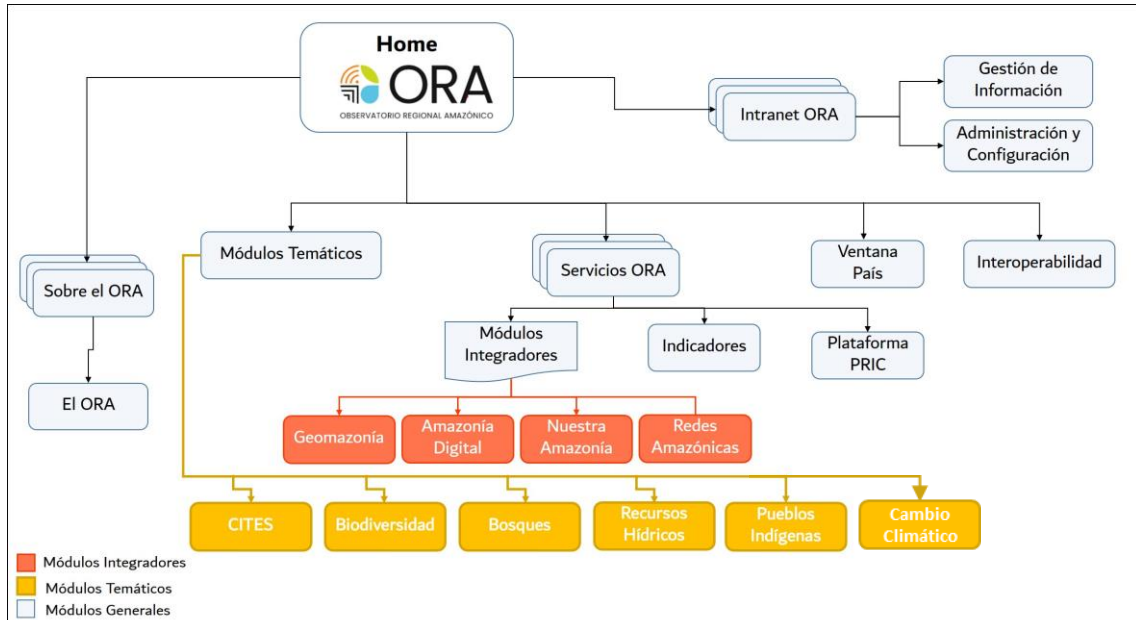 Home
ORA
OBSERVATORIO REGIONAL AMAZÓNICO
Gestión de
Información
Intranet ORA
Administración y
Configuración
Módulos Temáticos
Servicios ORA
Ventana
País
Interoperabilidad
Sobre el ORA
Módulos
Integradores
Indicadores
Plataforma
PRIC
El ORA
Geomazonía
Amazonía
Digital
Nuestra
Amazonía
Redes
Amazónicas
CITES
Biodiversidad
Bosques
Recursos
Hídricos
Pueblos
Indígenas
Cambio
Climático
Módulos Integradores
Módulos Temáticos
Módulos Generales